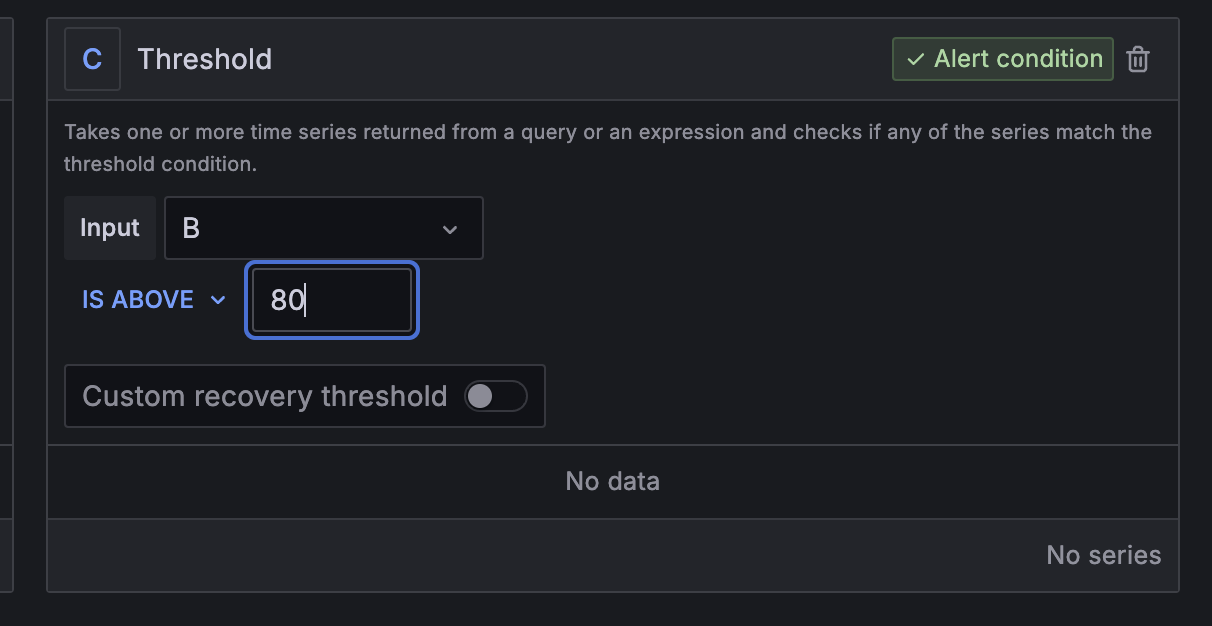 C Threshold ✓ Alert condition
Takes one or more time series returned from a query or an expression and checks if any of the series match the
threshold condition.
Input B
IS ABOVE 80
Custom recovery threshold
No data
No series